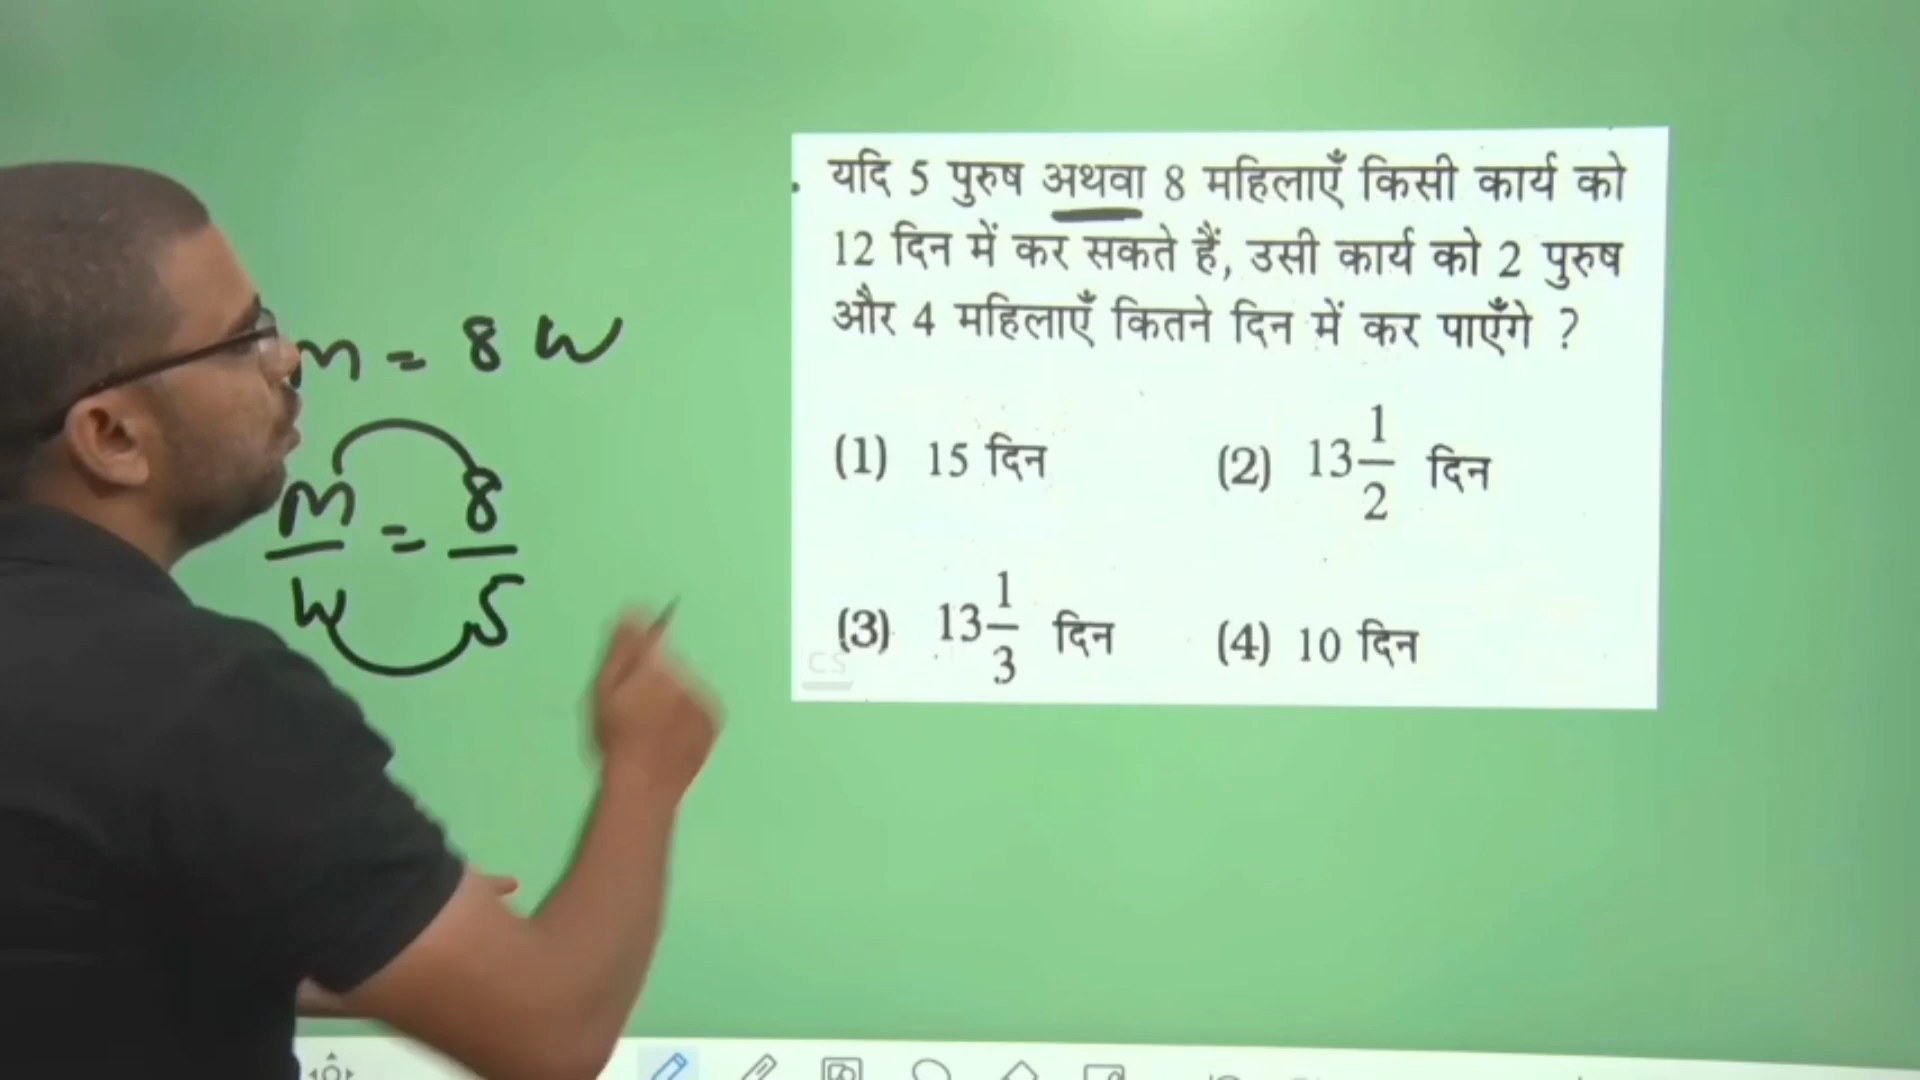 यदि 5 पुरुष अथवा 8 महिलाएँ किसी कार्य को
12 दिन में कर सकते हैं, उसी कार्य को 2 पुरुष
और 4 महिलाएँ कितने दिन में कर पाएँगे ?
(1) 15 दिन (2) 13 1/2 दिन
(3) 13 1/3 दिन (4) 10 दिन
CS
m = 8 W
M/W = 8/5